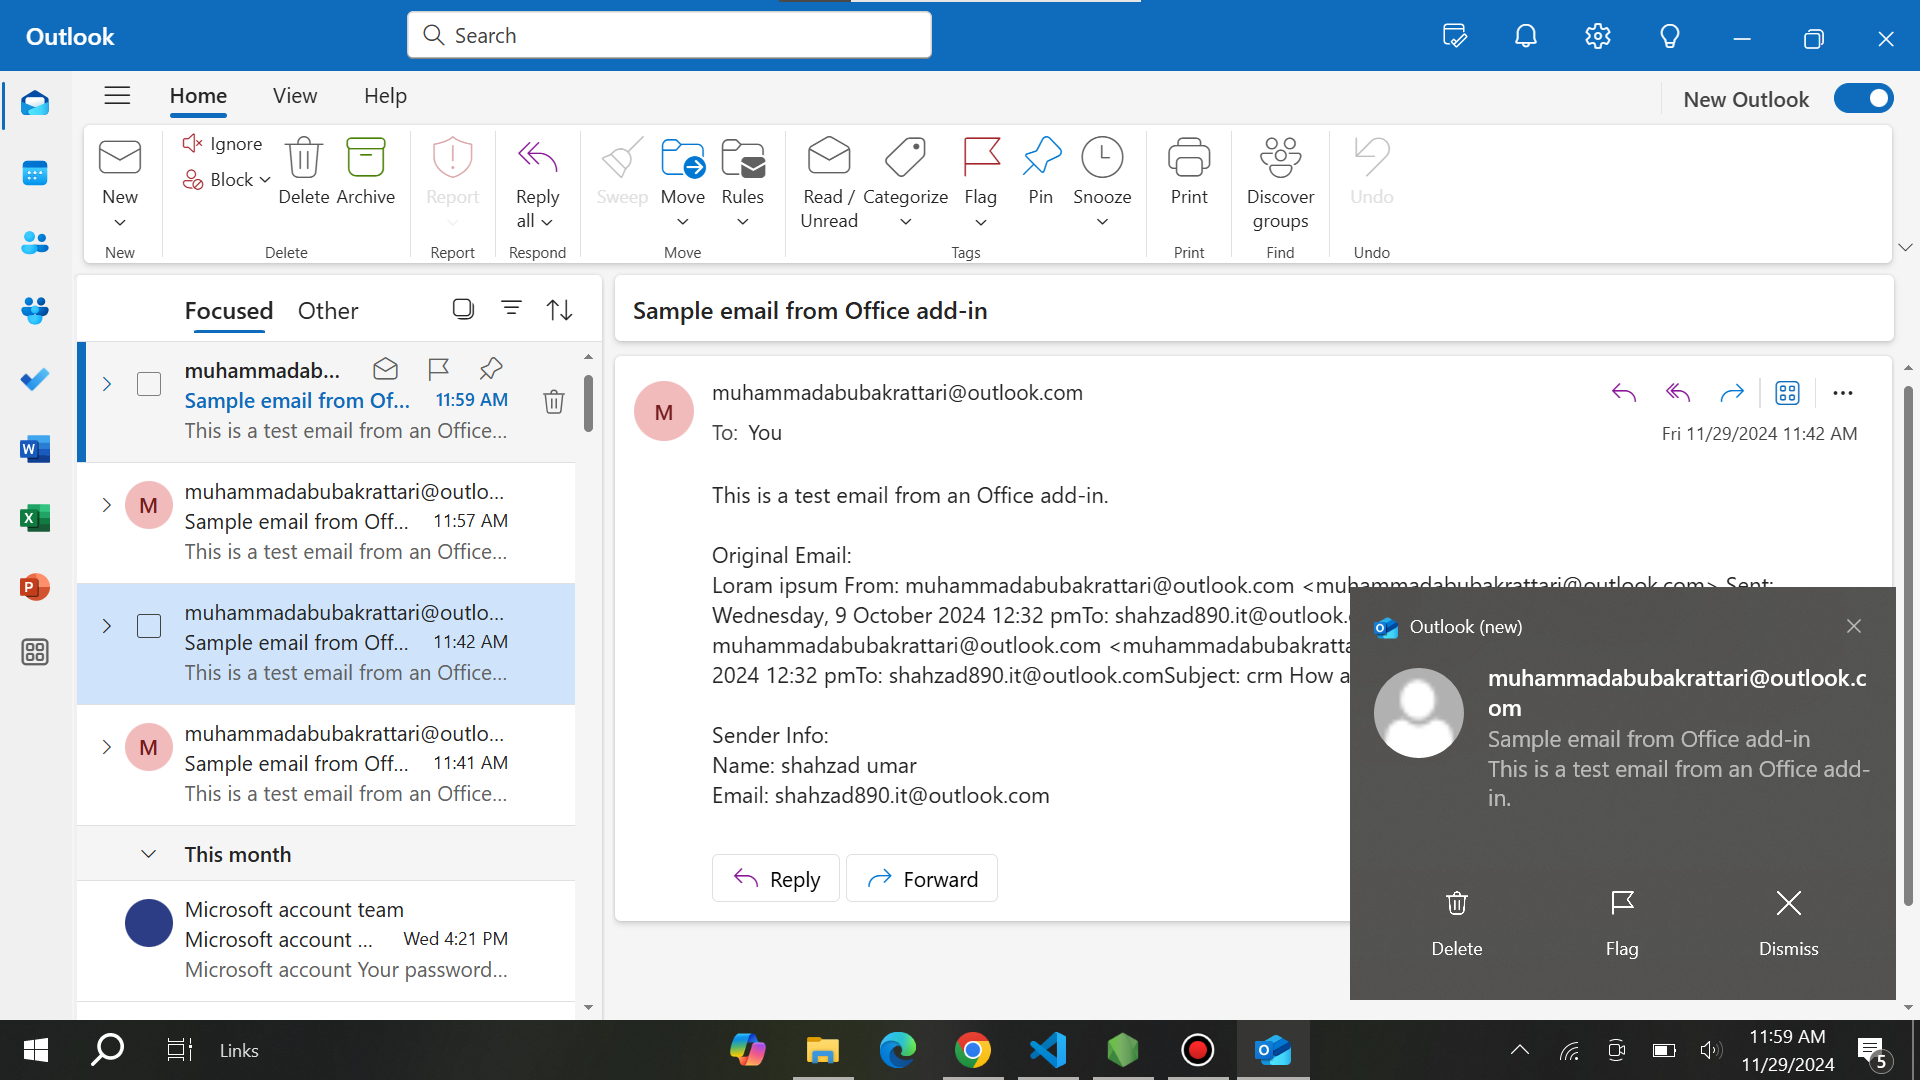 Outlook
Search
Home View Help
New Outlook
New
Ignore
Block
Delete
Archive
Report
Reply all
Sweep
Move
Rules
Read / Unread
Categorize
Flag
Pin
Snooze
Print
Discover groups
Undo
New
Delete
Report
Respond
Move
Tags
Print
Find
Undo
Focused Other
muhammadab...
Sample email from Of... 11:59 AM
This is a test email from an Office...
M
muhammadabubakrattari@outlo...
Sample email from Off... 11:57 AM
This is a test email from an Office...
muhammadabubakrattari@outlo...
Sample email from Off... 11:42 AM
This is a test email from an Office...
M
muhammadabubakrattari@outlo...
Sample email from Off... 11:41 AM
This is a test email from an Office...
This month
Microsoft account team
Microsoft account ... Wed 4:21 PM
Microsoft account Your password...
Sample email from Office add-in
M
muhammadabubakrattari@outlook.com
To: You
Fri 11/29/2024 11:42 AM
This is a test email from an Office add-in.
Original Email:
Loram ipsum From: muhammadabubakrattari@outlook.com <muhammadabubakrattari@outlook.com> Sent:
Wednesday, 9 October 2024 12:32 pmTo: shahzad890.it@outlook.
muhammadabubakrattari@outlook.com <muhammadabubakratta
2024 12:32 pmTo: shahzad890.it@outlook.comSubject: crm How a
Sender Info:
Name: shahzad umar
Email: shahzad890.it@outlook.com
Reply
Forward
Outlook (new)
muhammadabubakrattari@outlook.c
om
Sample email from Office add-in
This is a test email from an Office add-
in.
Delete
Flag
Dismiss
Links
11:59 AM
11/29/2024
5